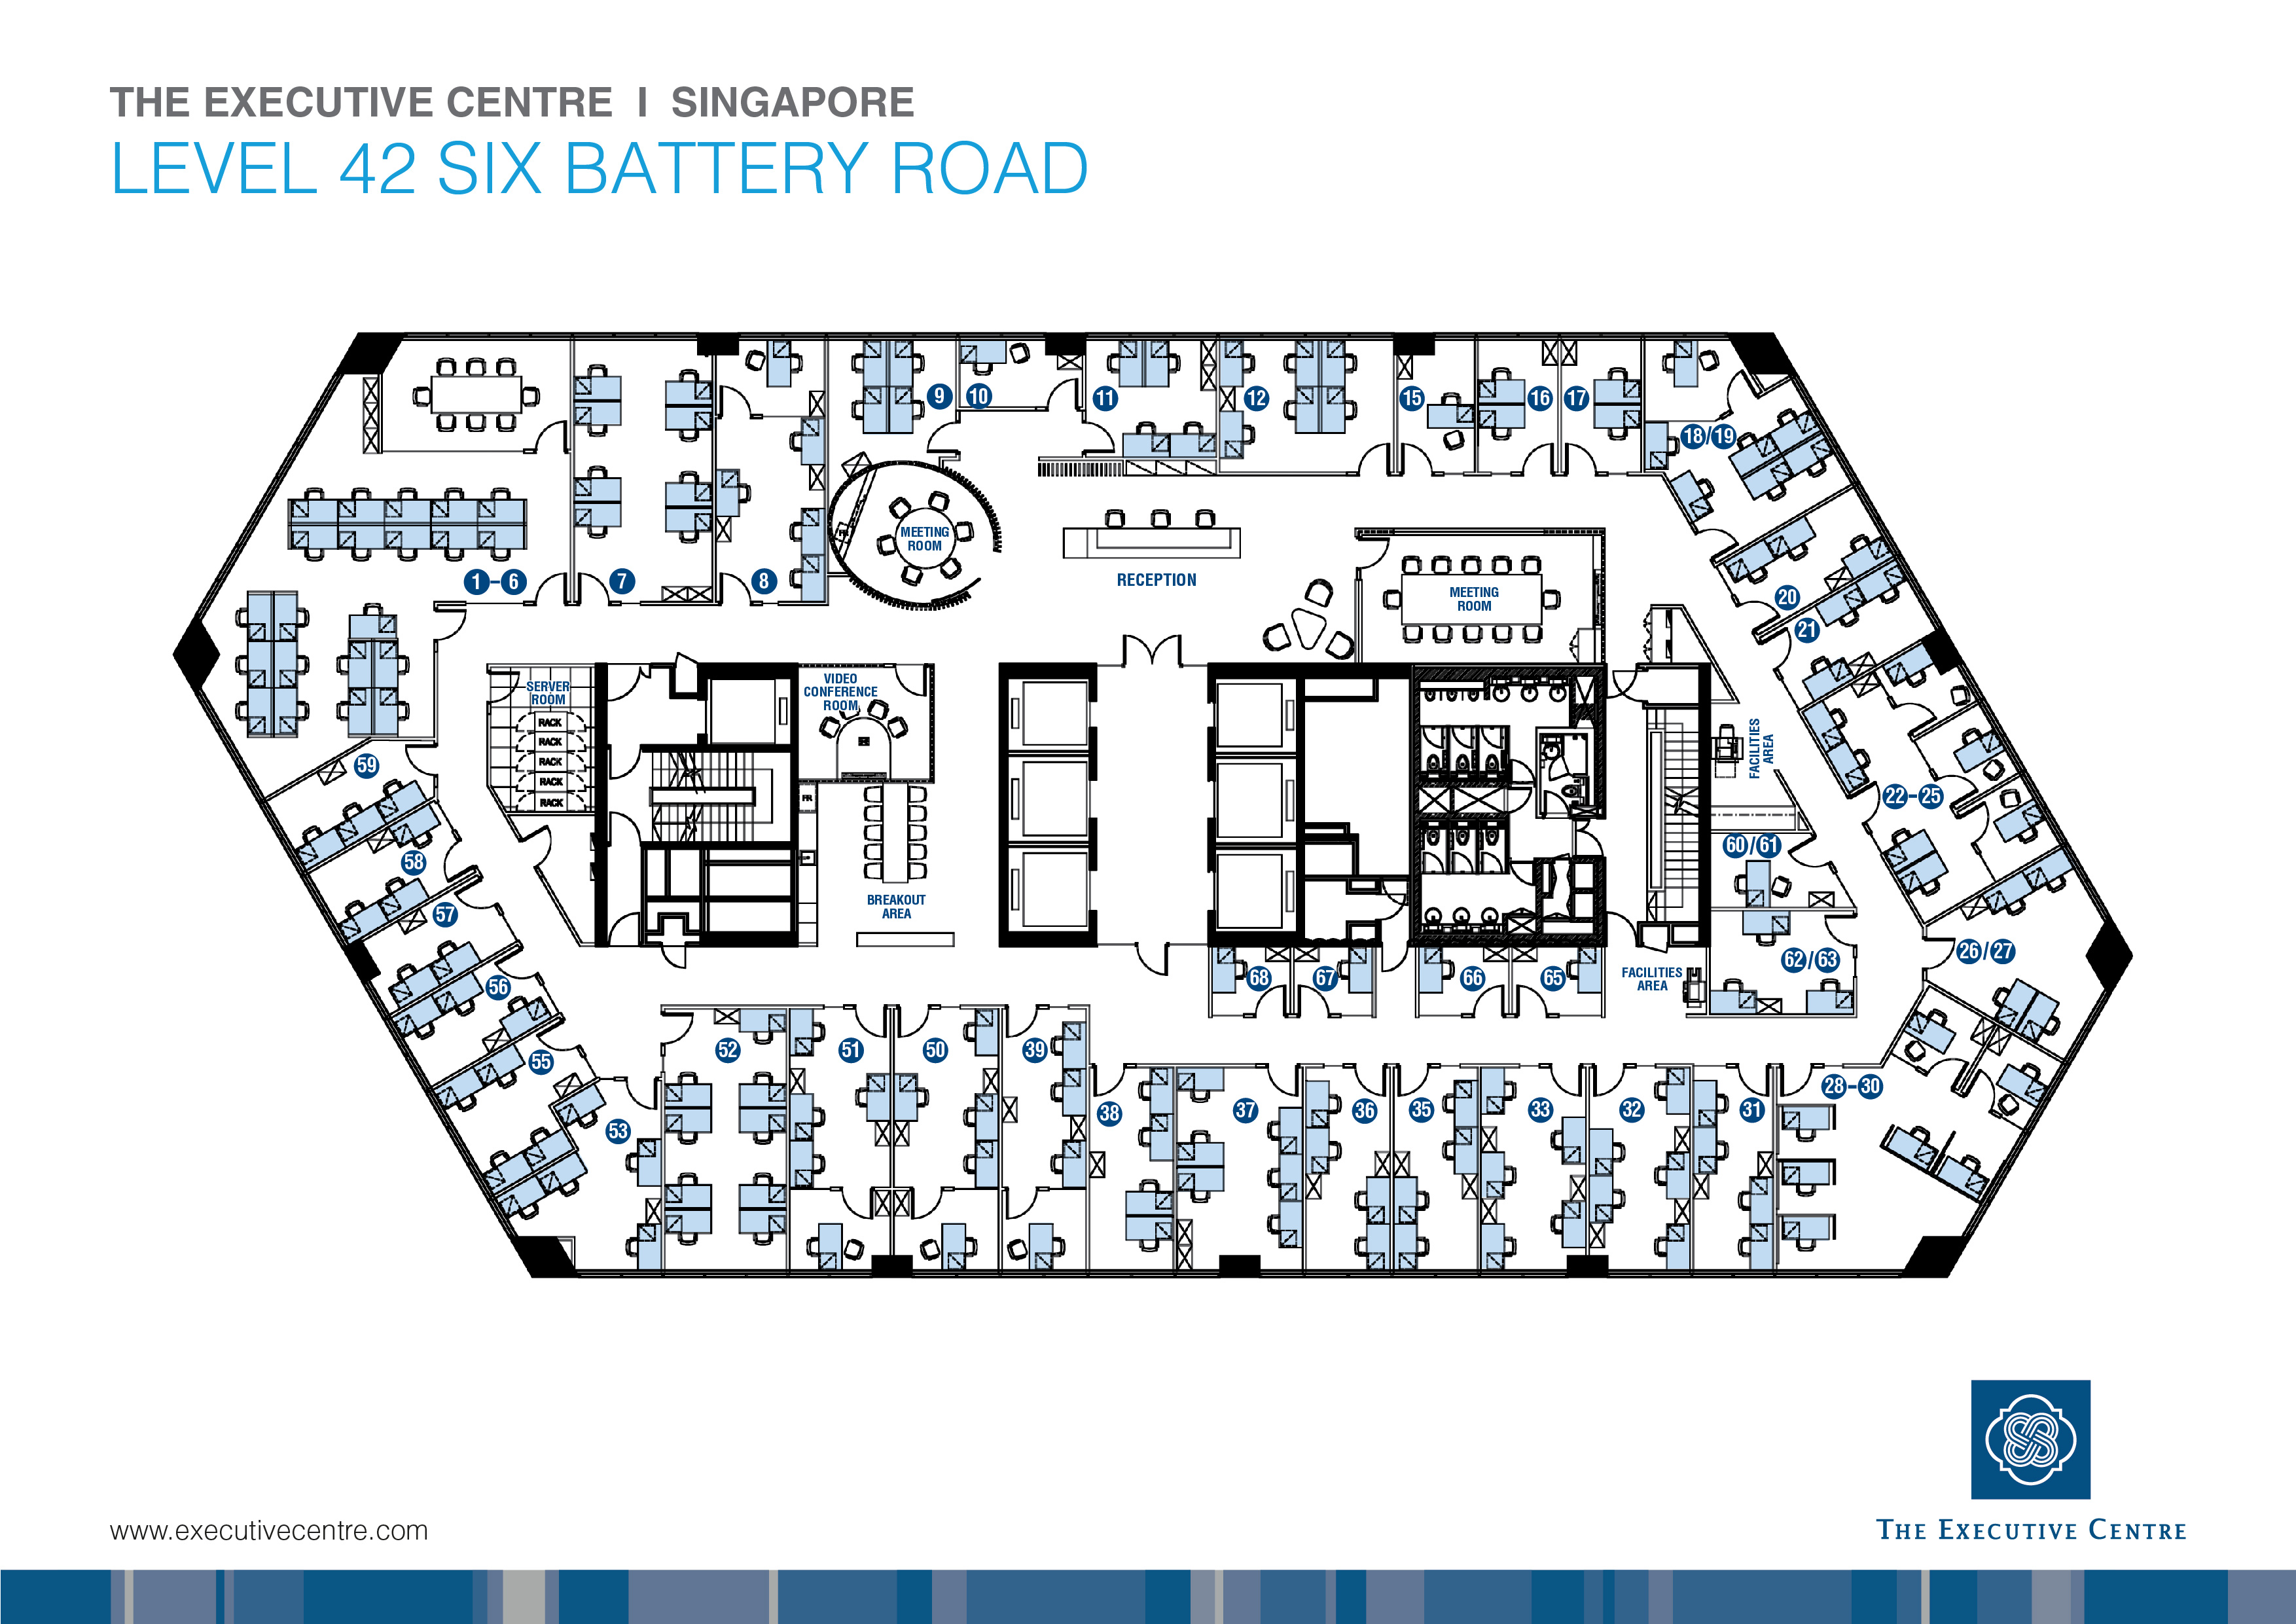 THE EXECUTIVE CENTRE I SINGAPORE
LEVEL 42 SIX BATTERY ROAD
9
10
11
12
15
16
17
18/19
MEETING
ROOM
1-6
7
8
RECEPTION
MEETING
ROOM
20
21
SERVER
ROOM
RACK
RACK
RACK
RACK
RACK
VIDEO
CONFERENCE
ROOM
FACILITIES
AREA
59
FR
22-25
58
60/61
57
BREAKOUT
AREA
26/27
62/63
56
68
67
66
65
FACILITIES
AREA
55
52
51
50
39
28-30
53
38
37
36
35
33
32
31
www.executivecentre.com
THE EXECUTIVE CENTRE